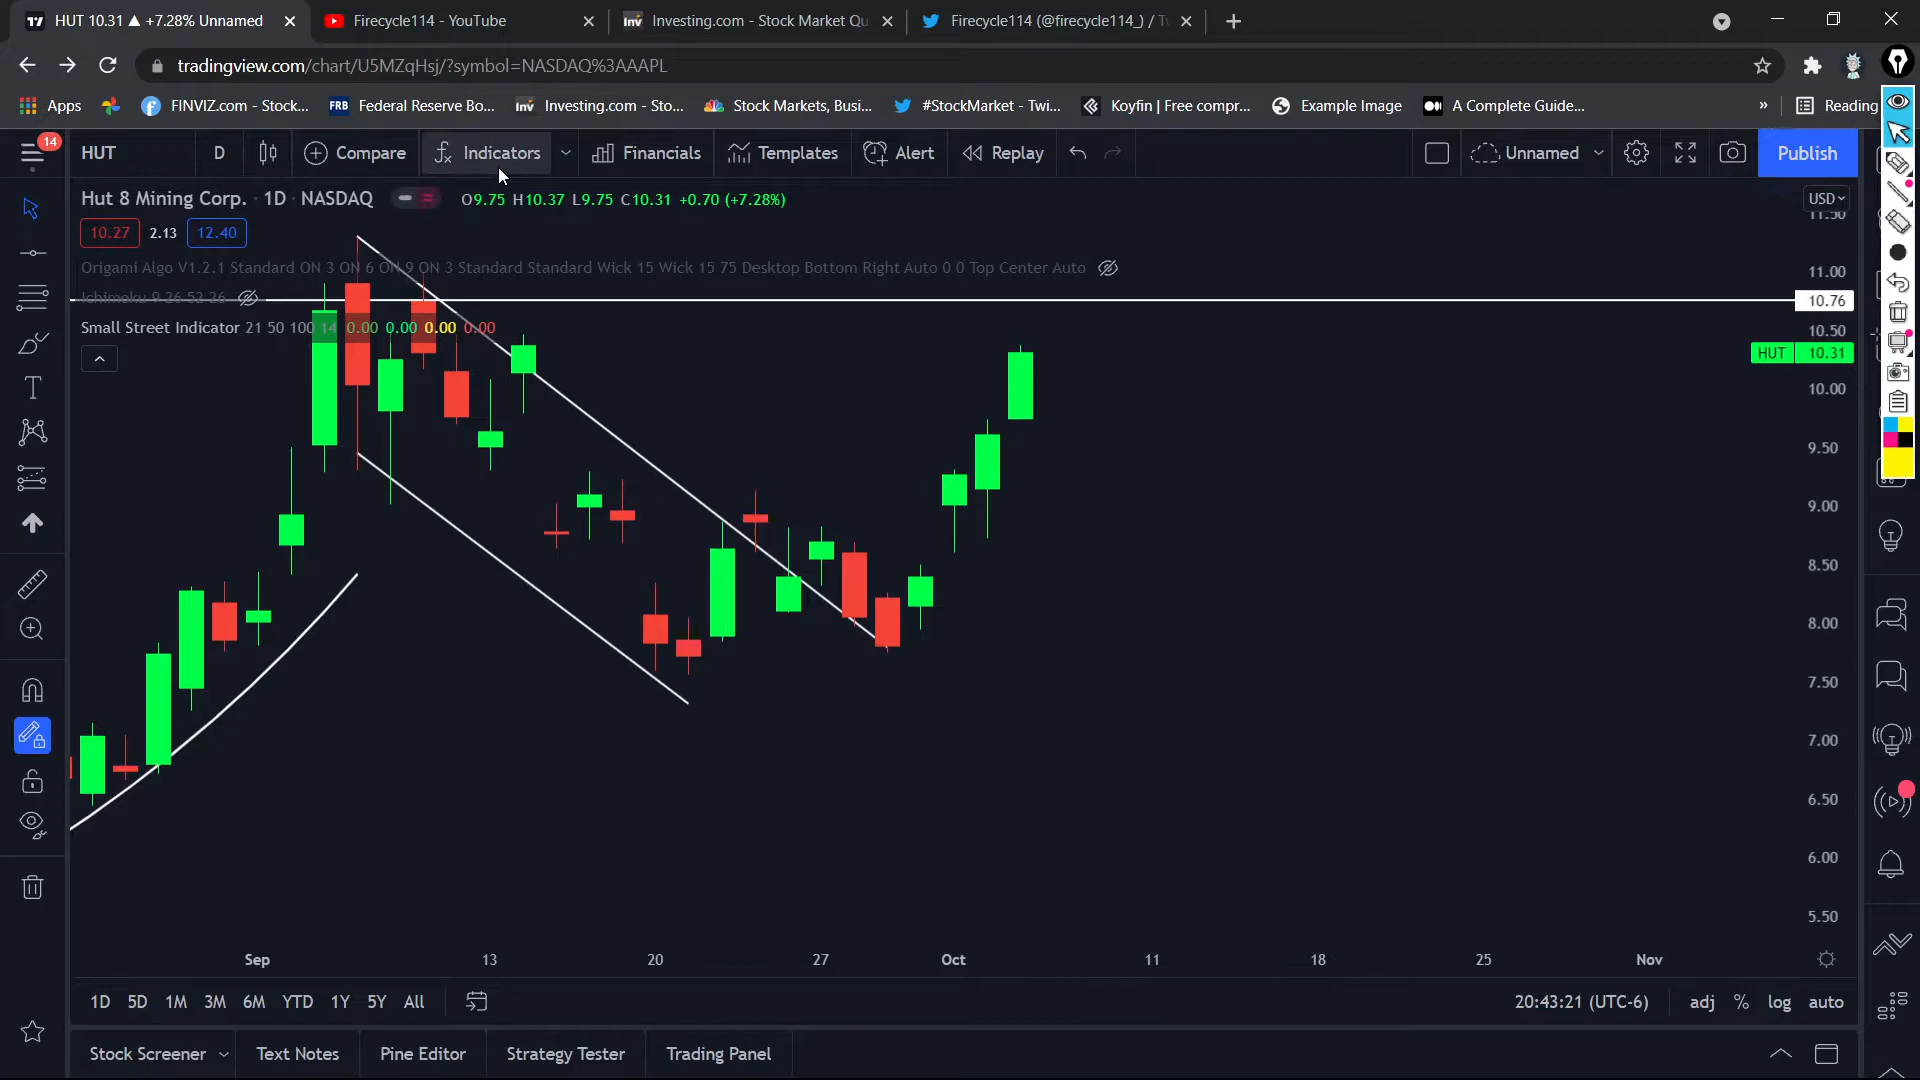 HUT 10.31 ▲ +7.28% Unnamed
Firecycle114 - YouTube
Investing.com - Stock Market Qu
Firecycle114 (@firecycle114_) / T
tradingview.com/chart/U5MZqHsj/?symbol=NASDAQ%3AAAPL
Apps
FINVIZ.com - Stock...
FRB Federal Reserve Bo...
Inv Investing.com - Sto...
Stock Markets, Busi...
#StockMarket - Twi...
Koyfin | Free compr...
Example Image
A Complete Guide...
»
Reading
14
HUT
D
Compare
Indicators
Financials
Templates
Alert
Replay
Unnamed
Publish
Hut 8 Mining Corp. · 1D · NASDAQ
O9.75 H10.37 L9.75 C10.31 +0.70 (+7.28%)
USD
10.27 2.13 12.40
11.50
Origami Algo V1.2.1 Standard ON 3 ON 6 ON 9 ON 3 Standard Standard Wick 15 Wick 15 75 Desktop Bottom Right Auto 0 0 Top Center Auto
11.00
Ichimoku 9 26 52 26
10.76
Small Street Indicator 21 50 100 14 0.00 0.00 0.00 0.00
10.50
HUT 10.31
10.00
9.50
9.00
8.50
8.00
7.50
7.00
6.50
6.00
5.50
Sep 13 20 27 Oct 11 18 25 Nov
1D 5D 1M 3M 6M YTD 1Y 5Y All
20:43:21 (UTC-6)
adj % log auto
Stock Screener
Text Notes
Pine Editor
Strategy Tester
Trading Panel